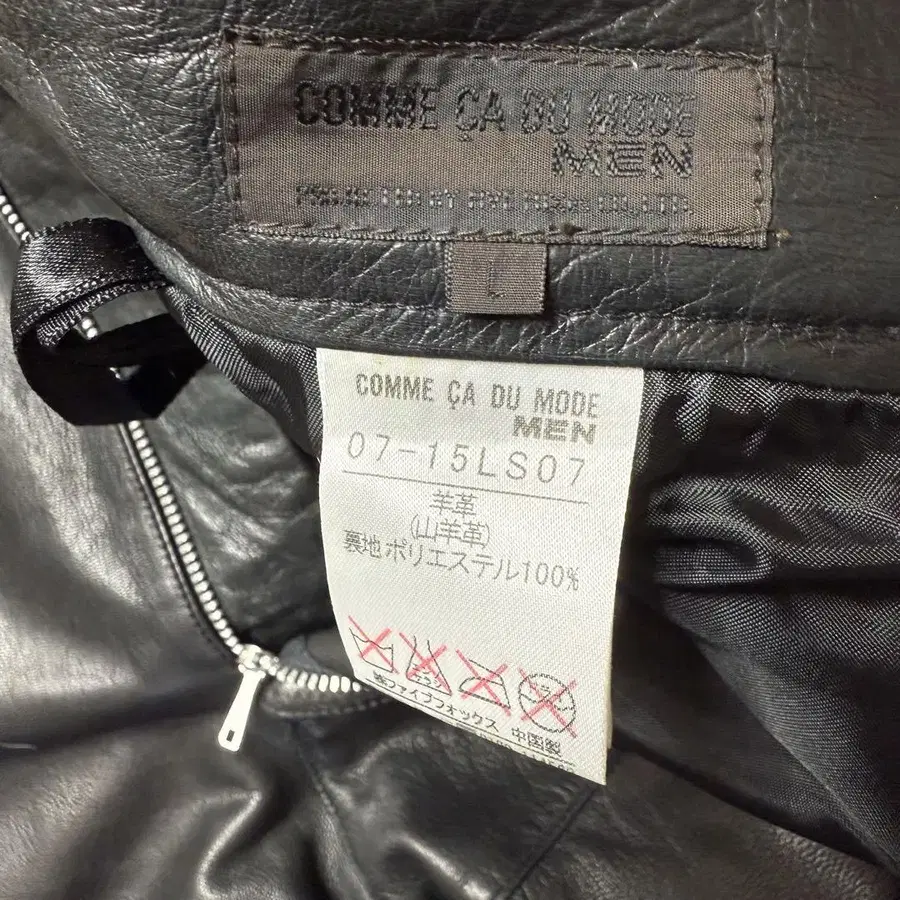 COMME ÇA DU MODE
MEN
L
COMME ÇA DU MODE
MEN
07-15LS07
羊革
(山羊革)
裏地 ポリエステル100%
㈱ファイブフォックス 中国製